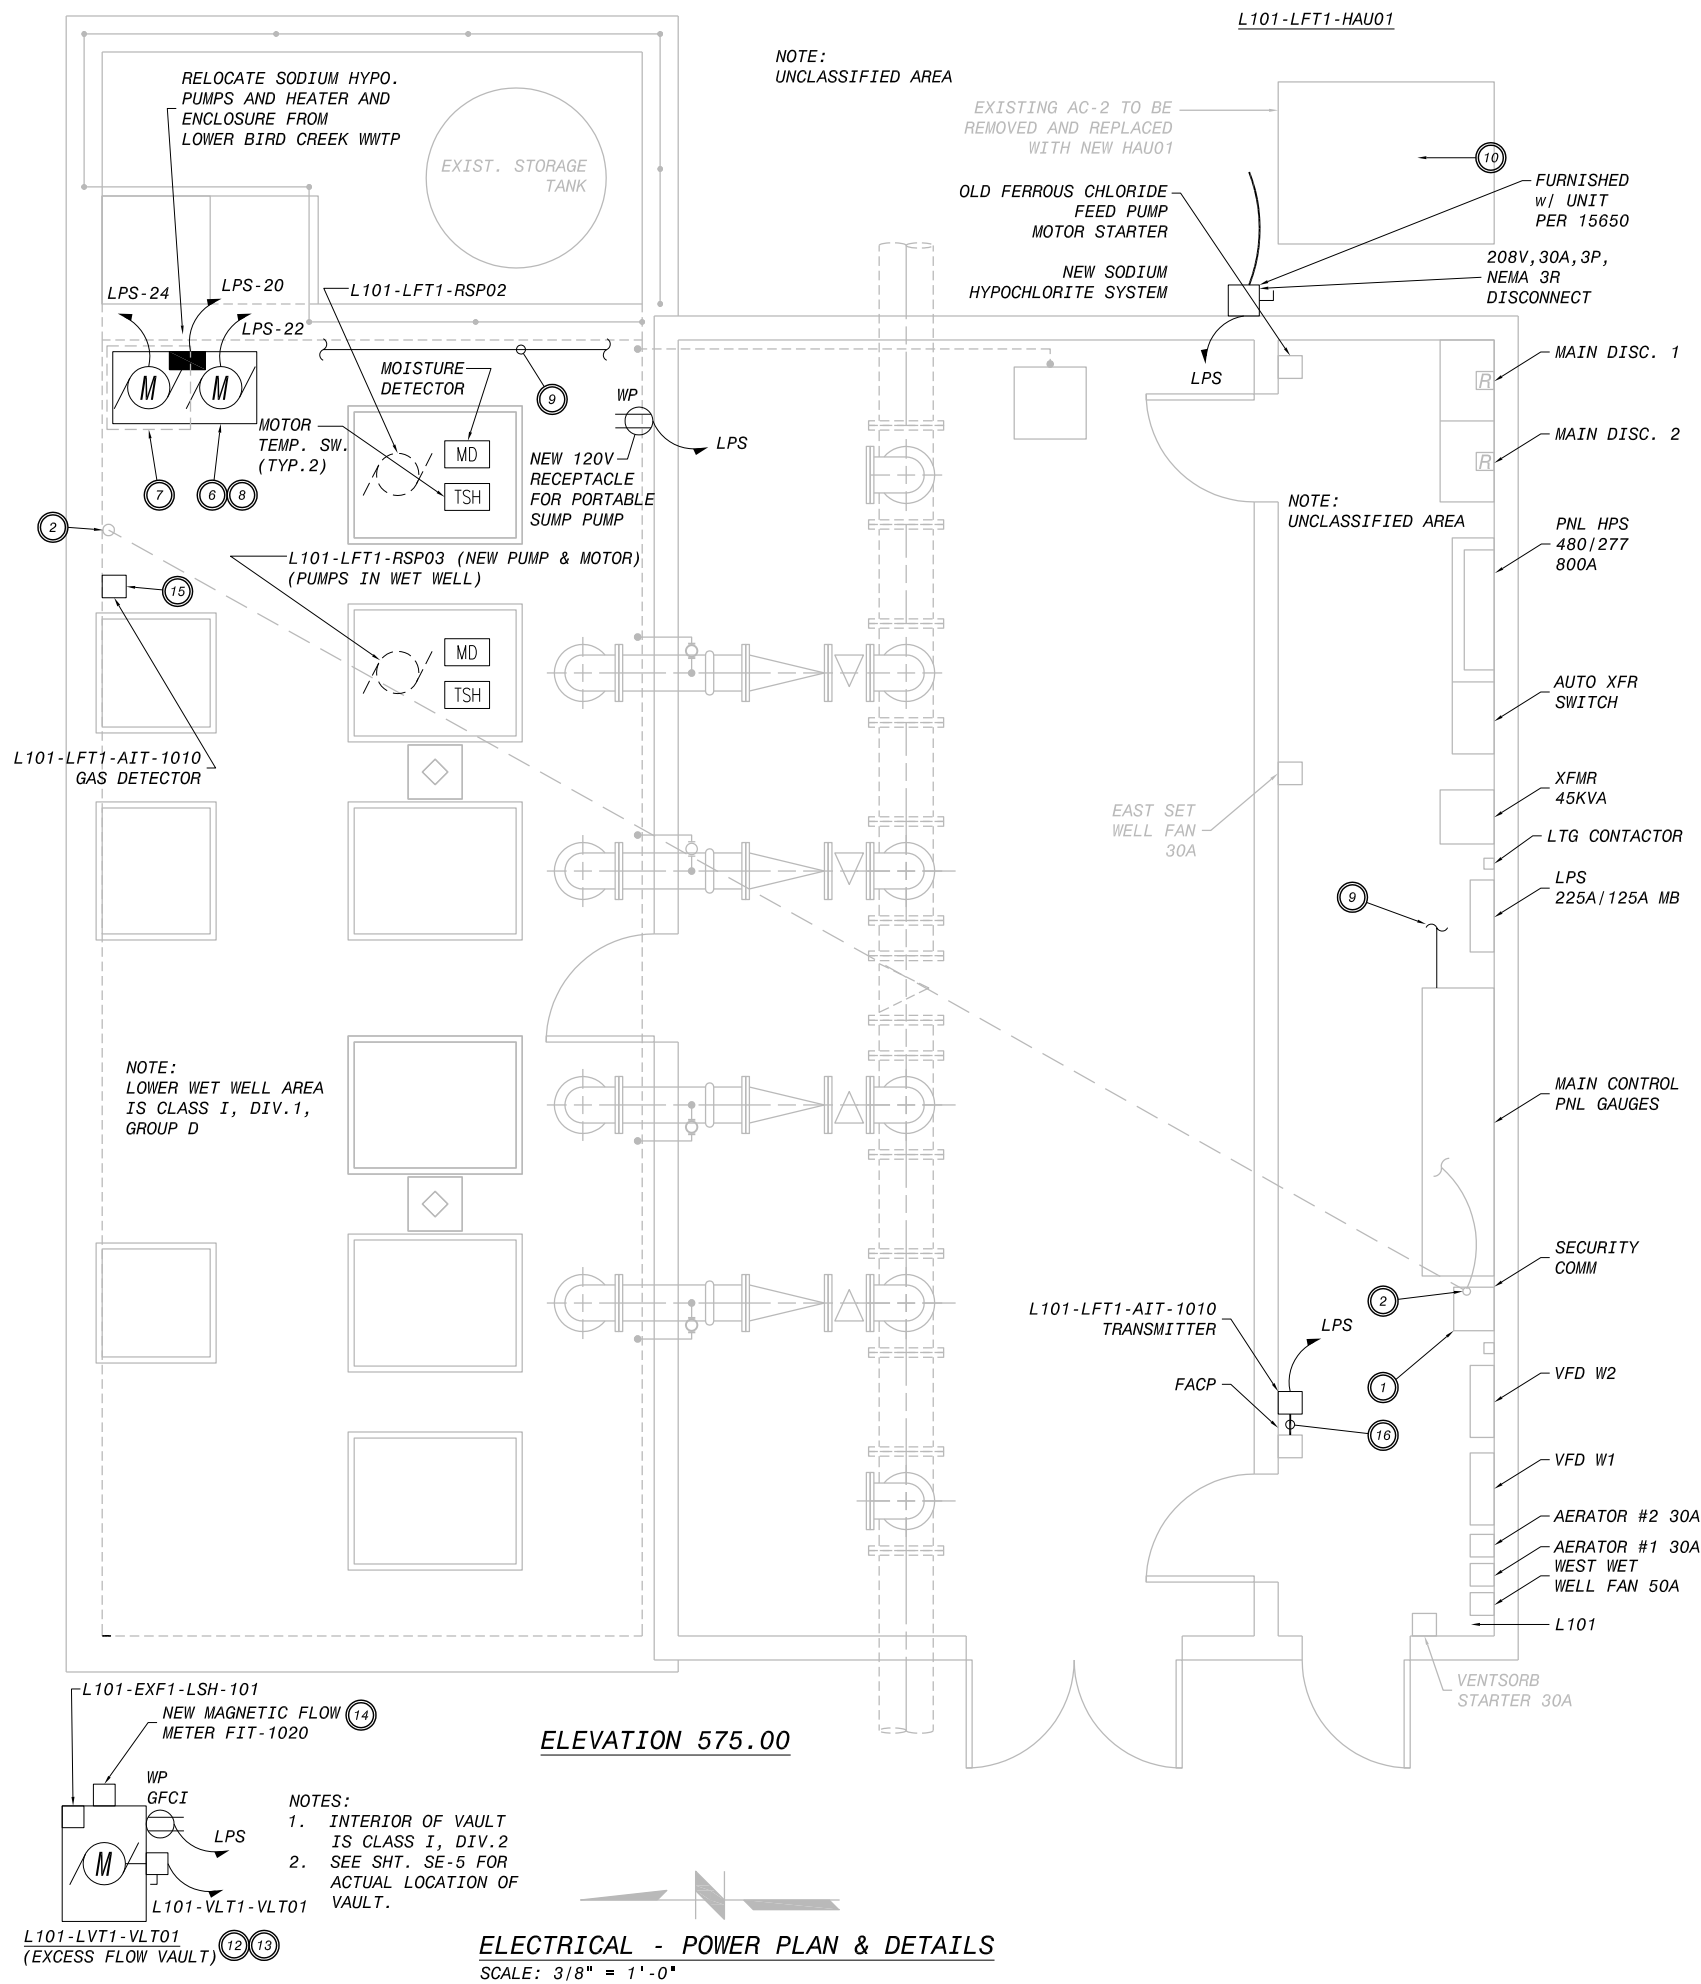 L101-LFT1-HAU01
NOTE:
UNCLASSIFIED AREA
RELOCATE SODIUM HYPO.
PUMPS AND HEATER AND
ENCLOSURE FROM
LOWER BIRD CREEK WWTP
EXIST. STORAGE
TANK
EXISTING AC-2 TO BE
REMOVED AND REPLACED
WITH NEW HAU01
10
OLD FERROUS CHLORIDE
FEED PUMP
MOTOR STARTER
FURNISHED
w/ UNIT
PER 15650
NEW SODIUM
HYPOCHLORITE SYSTEM
208V,30A,3P,
NEMA 3R
DISCONNECT
LPS-24
LPS-20
LPS-22
L101-LFT1-RSP02
M
M
MOISTURE
DETECTOR
9
WP
LPS
LPS
MAIN DISC. 1
R
MAIN DISC. 2
R
MOTOR
TEMP. SW.
(TYP.2)
MD
TSH
NEW 120V
RECEPTACLE
FOR PORTABLE
SUMP PUMP
7
6
8
2
NOTE:
UNCLASSIFIED AREA
PNL HPS
480/277
800A
L101-LFT1-RSP03 (NEW PUMP & MOTOR)
(PUMPS IN WET WELL)
15
MD
TSH
AUTO XFR
SWITCH
L101-LFT1-AIT-1010
GAS DETECTOR
XFMR
45KVA
EAST SET
WELL FAN
30A
LTG CONTACTOR
LPS
225A/125A MB
9
NOTE:
LOWER WET WELL AREA
IS CLASS I, DIV.1,
GROUP D
MAIN CONTROL
PNL GAUGES
SECURITY
COMM
2
L101-LFT1-AIT-1010
TRANSMITTER
LPS
FACP
1
16
VFD W2
VFD W1
AERATOR #2 30A
AERATOR #1 30A
WEST WET
WELL FAN 50A
L101
VENTSORB
STARTER 30A
L101-EXF1-LSH-101
NEW MAGNETIC FLOW
METER FIT-1020
14
ELEVATION 575.00
WP
GFCI
LPS
M
L101-VLT1-VLT01
NOTES:
1. INTERIOR OF VAULT
IS CLASS I, DIV.2
2. SEE SHT. SE-5 FOR
ACTUAL LOCATION OF
VAULT.
N
L101-LVT1-VLT01
(EXCESS FLOW VAULT)
12
13
ELECTRICAL - POWER PLAN & DETAILS
SCALE: 3/8" = 1'-0"